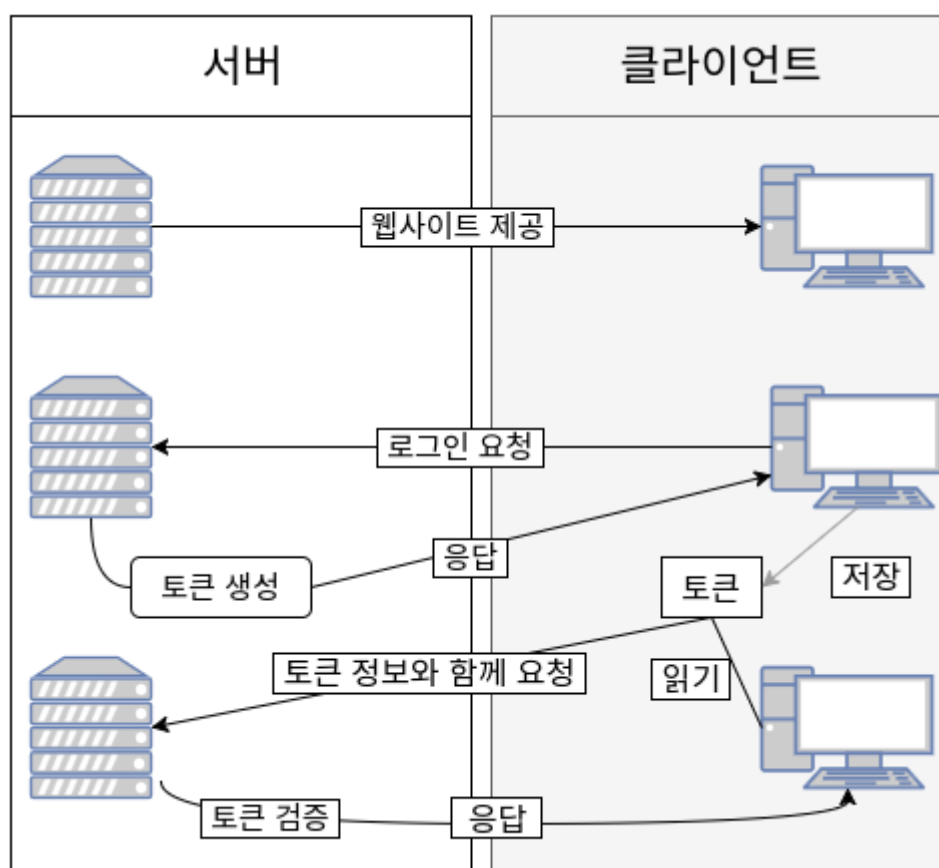 서버
클라이언트
웹사이트 제공
로그인 요청
응답
토큰 생성
토큰
저장
토큰 정보와 함께 요청
읽기
토큰 검증
응답